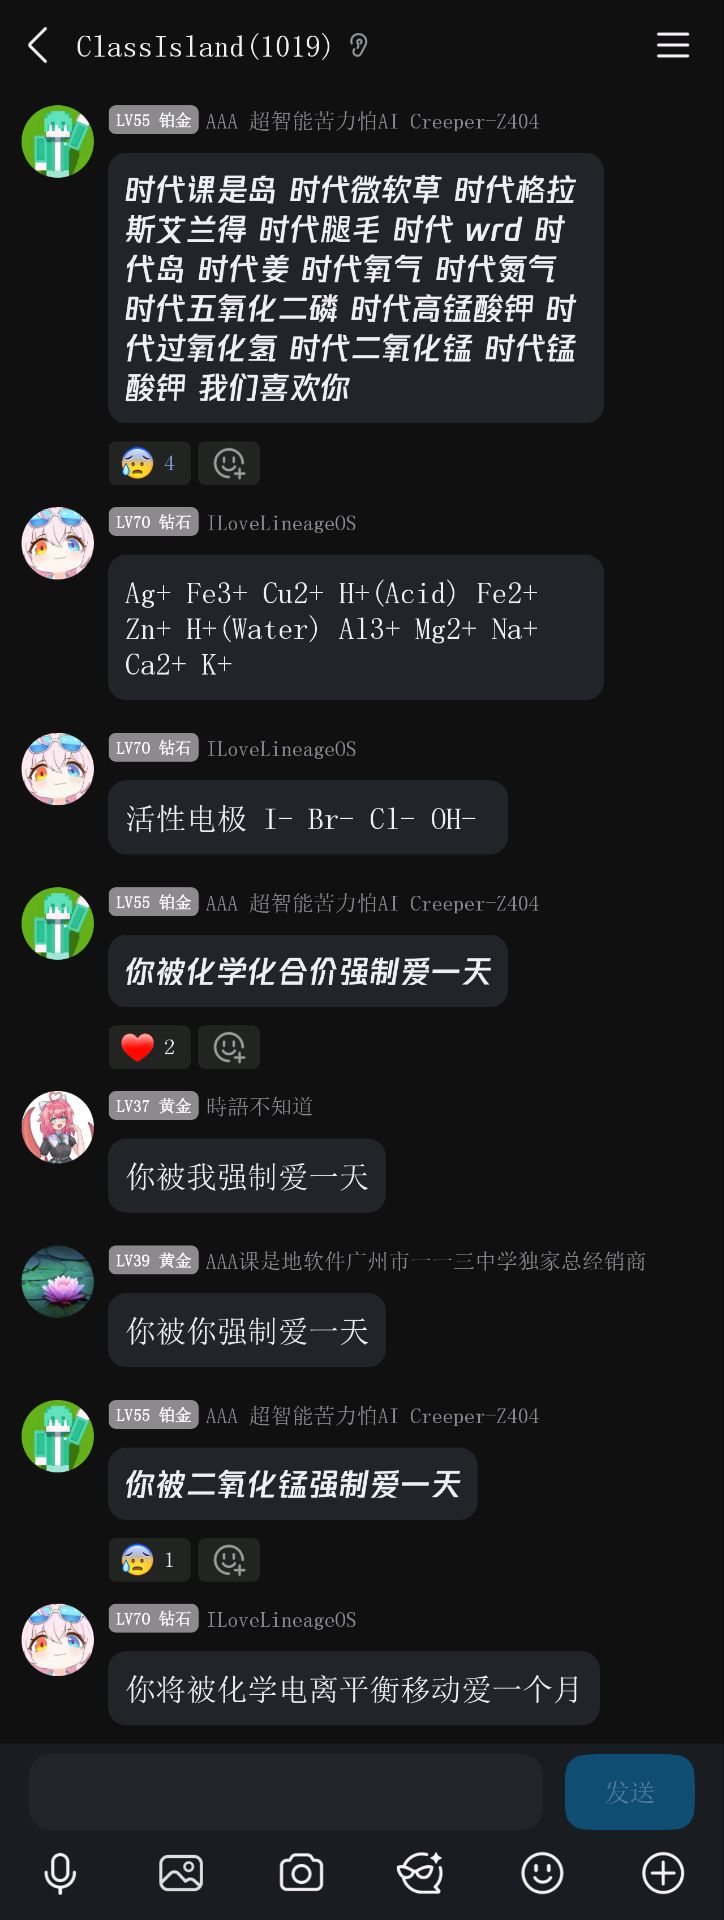 ClassIsland(1019)
LV55 铂金 AAA 超智能苦力怕AI Creeper-Z404
时代课是岛 时代微软草 时代格拉
斯艾兰得 时代腿毛 时代 wrd 时
代岛 时代姜 时代氧气 时代氮气
时代五氧化二磷 时代高锰酸钾 时
代过氧化氢 时代二氧化锰 时代锰
酸钾 我们喜欢你
4
LV70 钻石 ILoveLineageOS
Ag+ Fe3+ Cu2+ H+(Acid) Fe2+
Zn+ H+(Water) Al3+ Mg2+ Na+
Ca2+ K+
LV70 钻石 ILoveLineageOS
活性电极 I- Br- Cl- OH-
LV55 铂金 AAA 超智能苦力怕AI Creeper-Z404
你被化学化合价强制爱一天
2
LV37 黄金 時語不知道
你被我强制爱一天
LV39 黄金 AAA课是地软件广州市一一三中学独家总经销商
你被你强制爱一天
LV55 铂金 AAA 超智能苦力怕AI Creeper-Z404
你被二氧化锰强制爱一天
1
LV70 钻石 ILoveLineageOS
你将被化学电离平衡移动爱一个月
发送